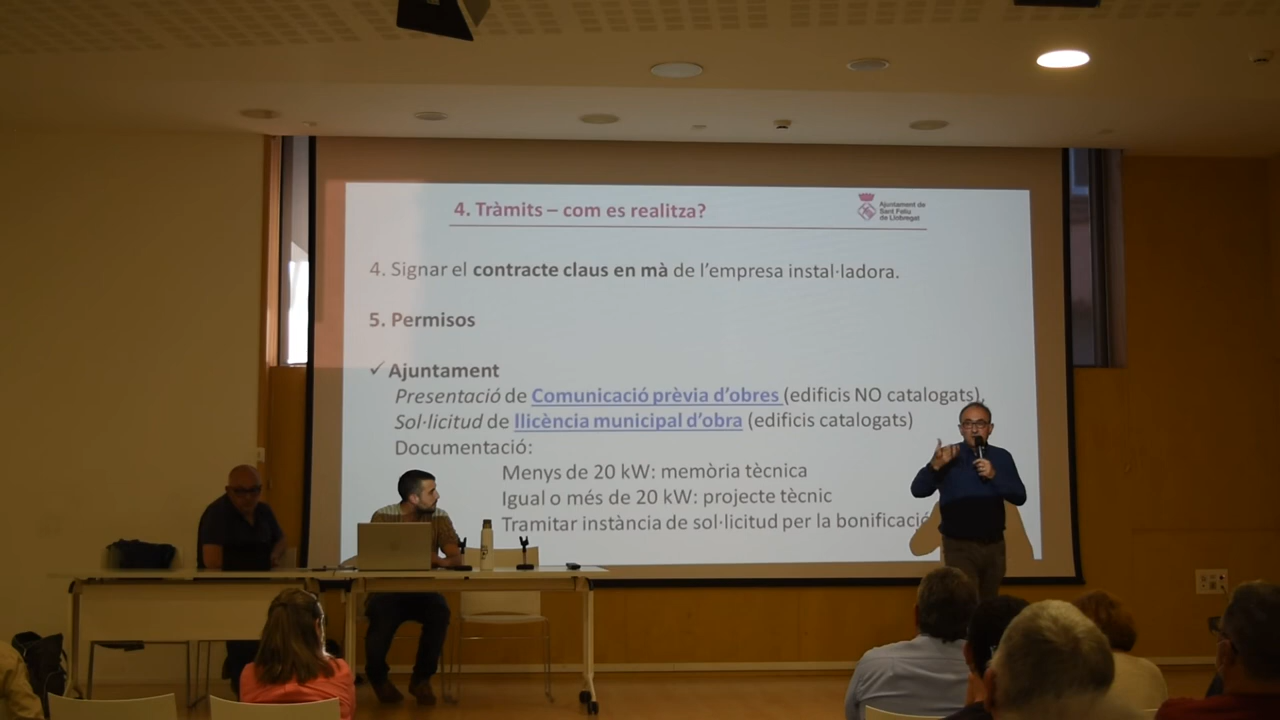 4. Tràmits – com es realitza?
Ajuntament de
Sant Feliu
de Llobregat
4. Signar el contracte claus en mà de l'empresa instal·ladora.
5. Permisos
✓ Ajuntament
Presentació de Comunicació prèvia d'obres (edificis NO catalogats),
Sol·licitud de llicència municipal d'obra (edificis catalogats)
Documentació:
Menys de 20 kW: memòria tècnica
Igual o més de 20 kW: projecte tècnic
Tramitar instància de sol·licitud per la bonificació